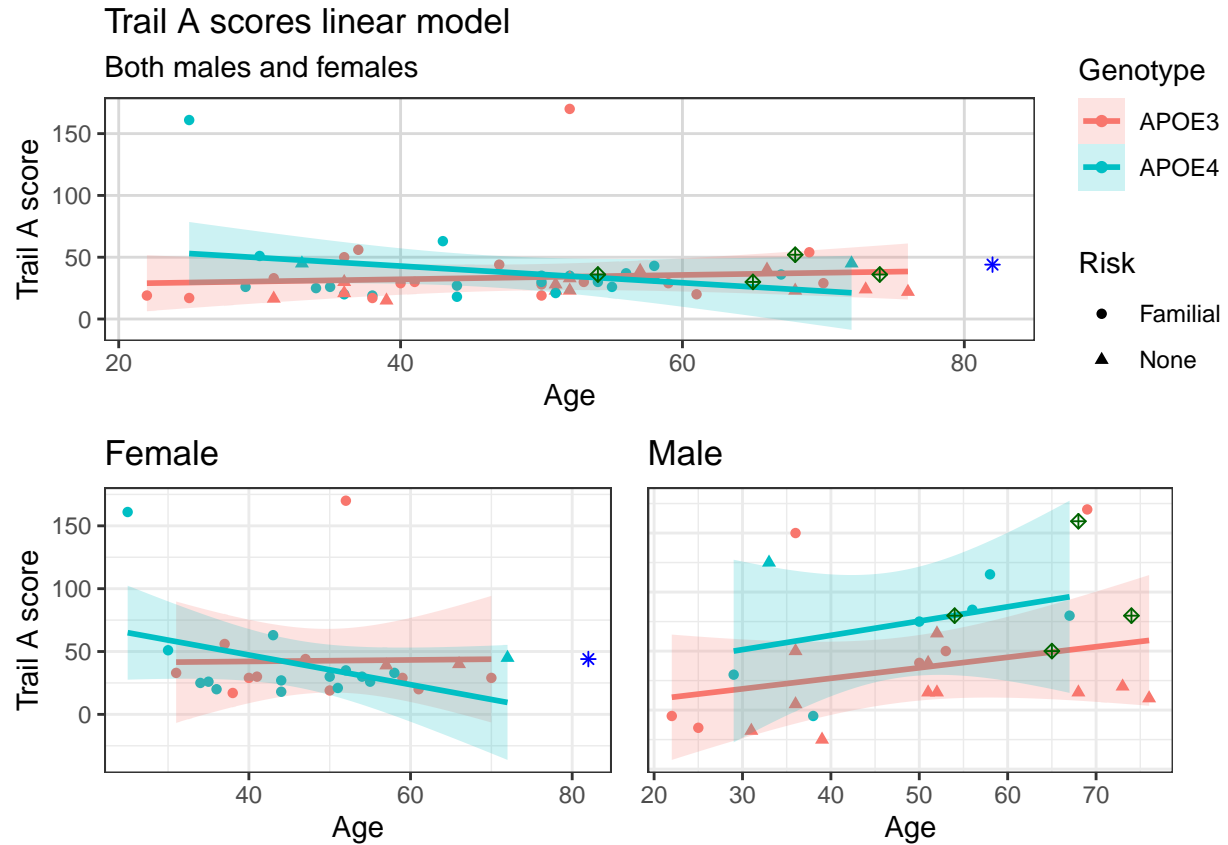 Trail A scores linear model
Both males and females
Trail A score
150
100
50
0
20
40
60
80
Age
Genotype
APOE3
APOE4
Risk
Familial
None
Female
Trail A score
150
100
50
0
40
60
80
Age
Male
20
30
40
50
60
70
Age